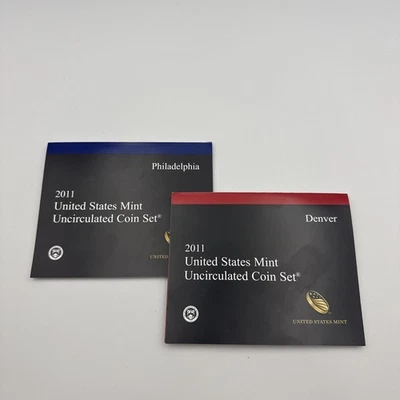 Philadelphia
2011
United States Mint
Uncirculated Coin Set®
Denver
2011
United States Mint
Uncirculated Coin Set®
UNITED STATES MINT